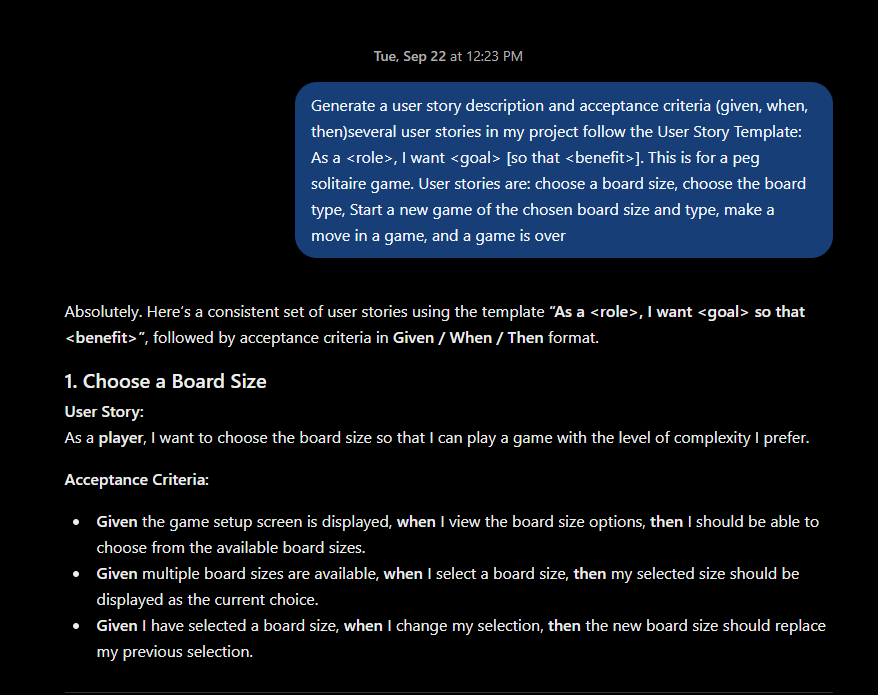 Tue, Sep 22 at 12:23 PM
Generate a user story description and acceptance criteria (given, when,
then)several user stories in my project follow the User Story Template:
As a <role>, I want <goal> [so that <benefit>]. This is for a peg
solitaire game. User stories are: choose a board size, choose the board
type, Start a new game of the chosen board size and type, make a
move in a game, and a game is over
Absolutely. Here's a consistent set of user stories using the template “As a <role>, I want <goal> so that
<benefit>”, followed by acceptance criteria in Given / When / Then format.
1. Choose a Board Size
User Story:
As a player, I want to choose the board size so that I can play a game with the level of complexity I prefer.
Acceptance Criteria:
• Given the game setup screen is displayed, when I view the board size options, then I should be able to
choose from the available board sizes.
• Given multiple board sizes are available, when I select a board size, then my selected size should be
displayed as the current choice.
• Given I have selected a board size, when I change my selection, then the new board size should replace
my previous selection.